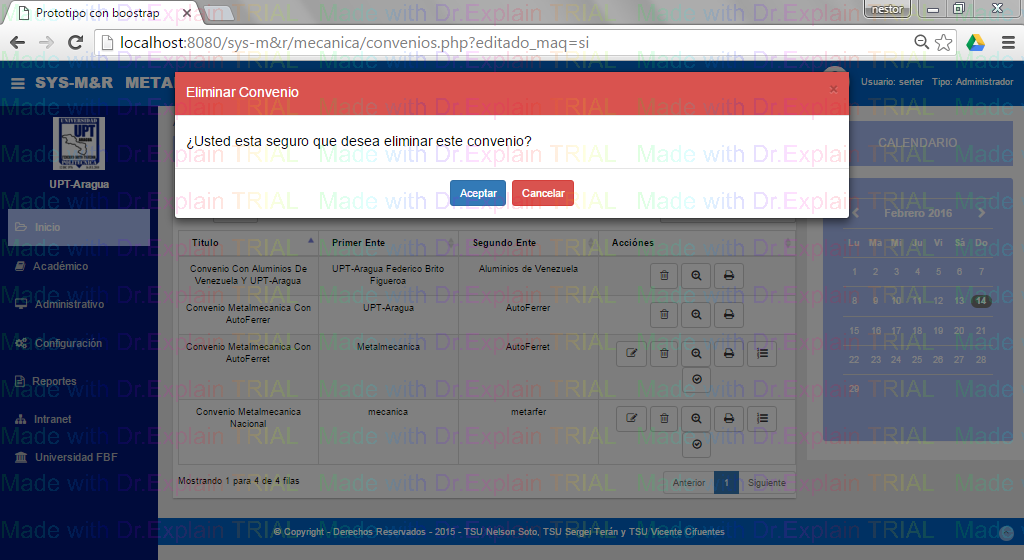 Prototipo con boostrap
nestor
localhost:8080/sys-m&r/mecanica/convenios.php?editado_maq=si
SYS-M&R META
Usuario: serter Tipo: Administrador
Eliminar Convenio
×
¿Usted esta seguro que desea eliminar este convenio?
Aceptar Cancelar
UNIVERSIDAD
UPT
ARAGUA
POLITECNICA
UPT-Aragua
Inicio
Académico
Administrativo
Configuración
Reportes
Intranet
Universidad FBF
Titulo Primer Ente Segundo Ente Acciónes
Convenio Con Aluminios De Venezuela Y UPT-Aragua UPT-Aragua Federico Brito Figueroa Aluminios de Venezuela
Convenio Metalmecanica Con AutoFerrer UPT-Aragua AutoFerrer
Convenio Metalmecanica Con AutoFerret Metalmecanica AutoFerret
Convenio Metalmecanica Nacional mecanica metarfer
Mostrando 1 para 4 de 4 filas
Anterior 1 Siguiente
CALENDARIO
Febrero 2016
Lu Ma Mi Ju Vi Sá Do
1 2 3 4 5 6 7
8 9 10 11 12 13 14
15 16 17 18 19 20 21
22 23 24 25 26 27 28
29
© Copyright - Derechos Reservados - 2015 - TSU Nelson Soto, TSU Sergei Terán y TSU Vicente Cifuentes
Made with Dr.Explain TRIAL